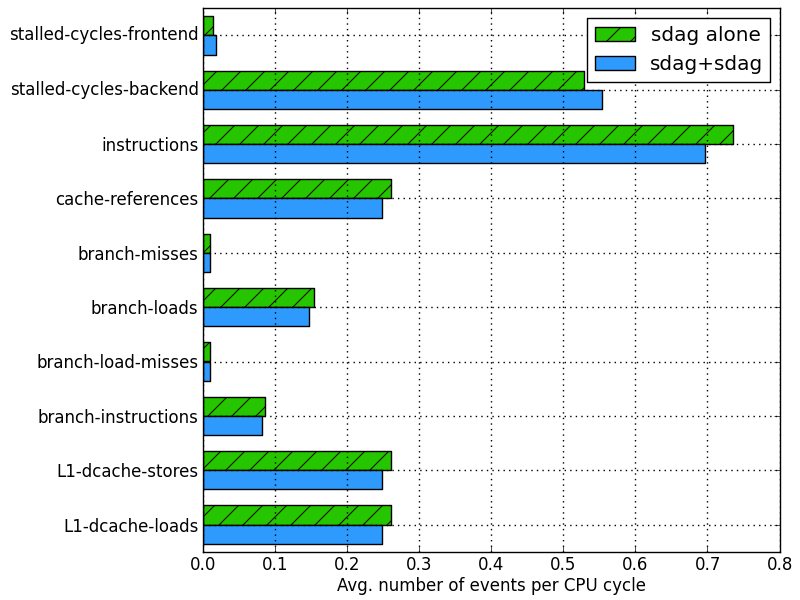 stalled-cycles-frontend
stalled-cycles-backend
instructions
cache-references
branch-misses
branch-loads
branch-load-misses
branch-instructions
L1-dcache-stores
L1-dcache-loads
sdag alone
sdag+sdag
0.0 0.1 0.2 0.3 0.4 0.5 0.6 0.7 0.8
Avg. number of events per CPU cycle